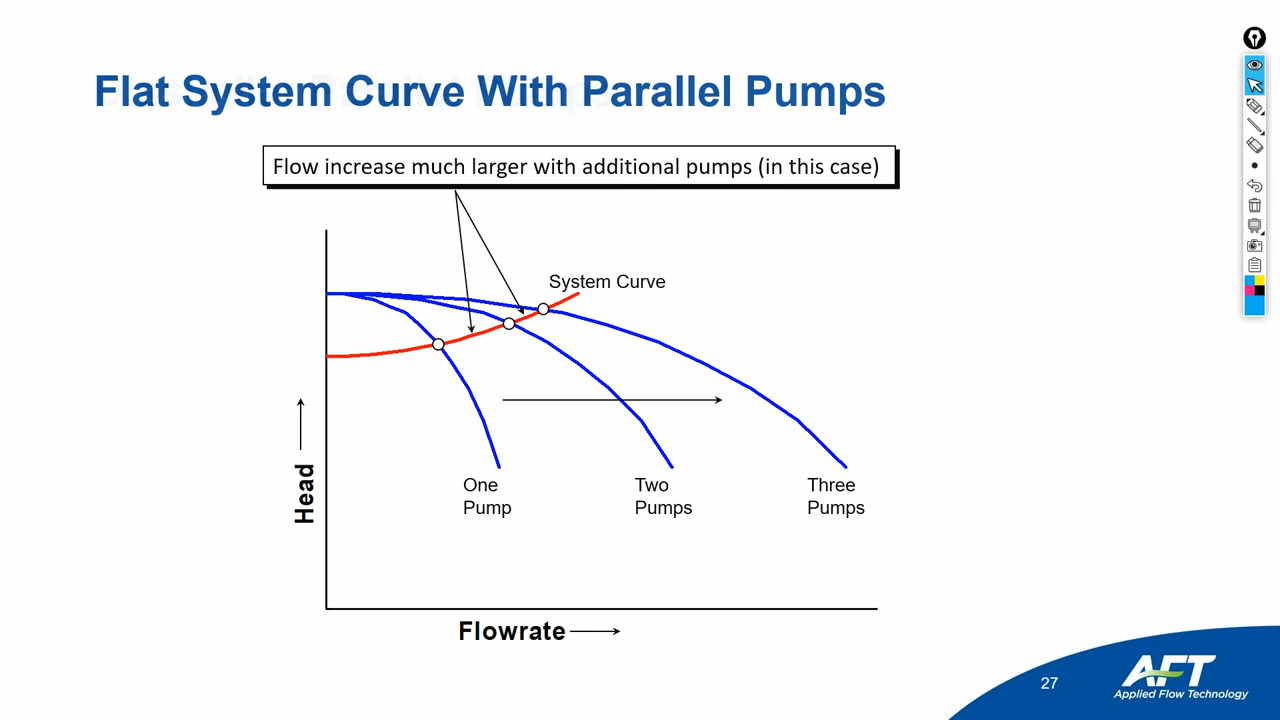 Flat System Curve With Parallel Pumps
Flow increase much larger with additional pumps (in this case)
System Curve
Head
One
Pump
Two
Pumps
Three
Pumps
Flowrate
27
AFT
Applied Flow Technology